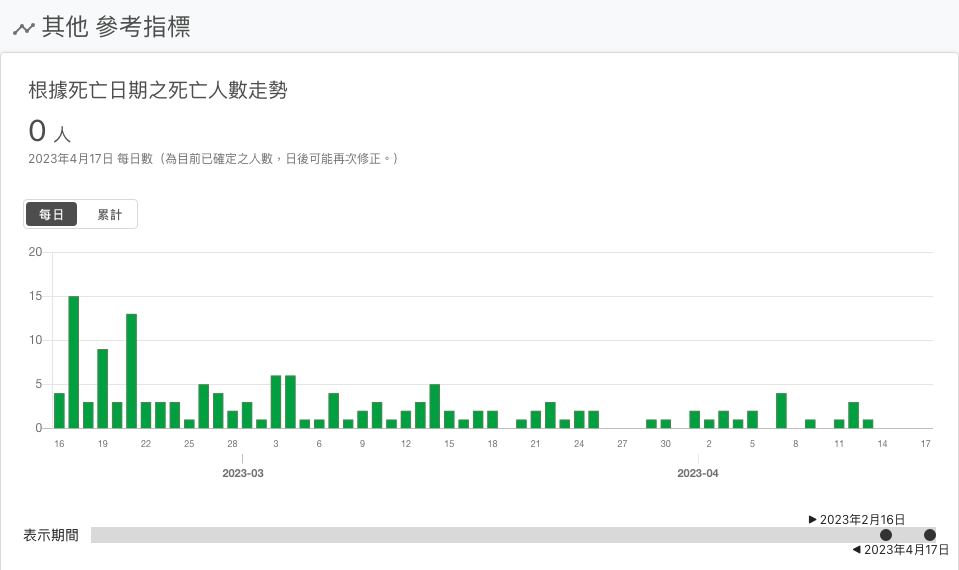 其他 參考指標
根據死亡日期之死亡人數走勢
0 人
2023年4月17日 每日數（為目前已確定之人數，日後可能再次修正。）
每日 累計
20
15
10
5
0
16 19 22 25 28 3 6 9 12 15 18 21 24 27 30 2 5 8 11 14 17
2023-03 2023-04
▶ 2023年2月16日
表示期間
◀ 2023年4月17日